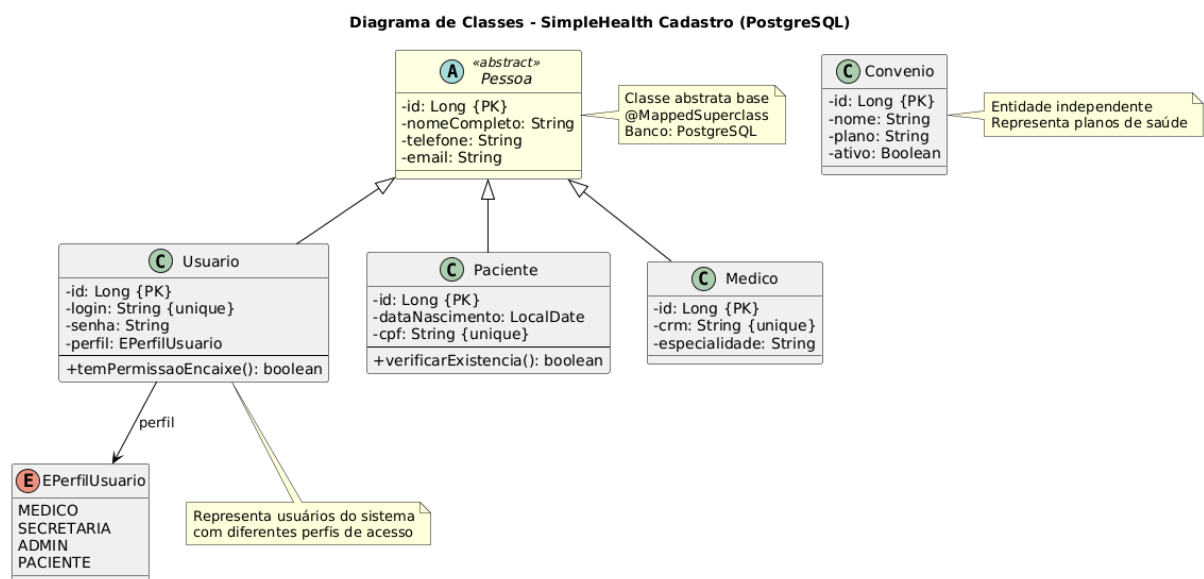 Diagrama de Classes - SimpleHealth Cadastro (PostgreSQL)
A
«abstract»
Pessoa
-id: Long {PK}
-nomeCompleto: String
-telefone: String
-email: String
Classe abstrata base
@MappedSuperclass
Banco: PostgreSQL
C Convenio
-id: Long {PK}
-nome: String
-plano: String
-ativo: Boolean
Entidade independente
Representa planos de saúde
C Usuario
-id: Long {PK}
-login: String {unique}
-senha: String
-perfil: EPerfilUsuario
+temPermissaoEncaixe(): boolean
C Paciente
-id: Long {PK}
-dataNascimento: LocalDate
-cpf: String {unique}
+verificarExistencia(): boolean
C Medico
-id: Long {PK}
-crm: String {unique}
-especialidade: String
perfil
E EPerfilUsuario
MEDICO
SECRETARIA
ADMIN
PACIENTE
Representa usuários do sistema
com diferentes perfis de acesso